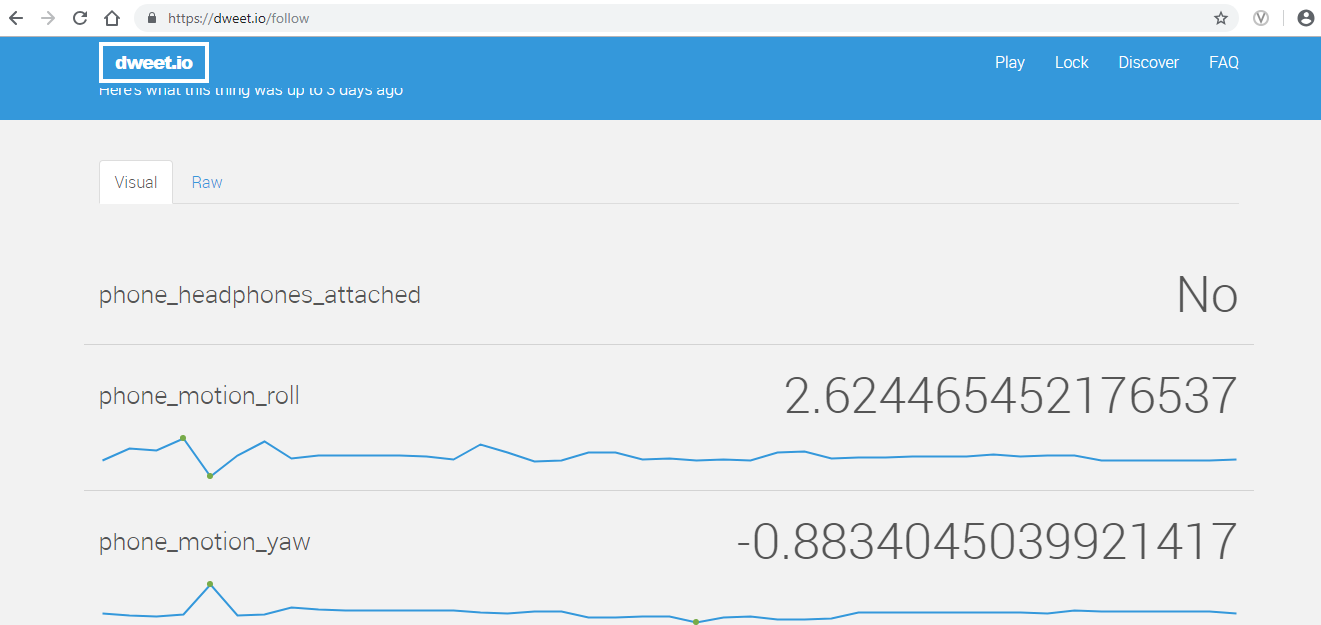 https://dweet.io/follow
dweet.io
Play Lock Discover FAQ
Here's what this thing was up to 3 days ago
Visual Raw
phone_headphones_attached No
phone_motion_roll 2.624465452176537
phone_motion_yaw -0.8834045039921417